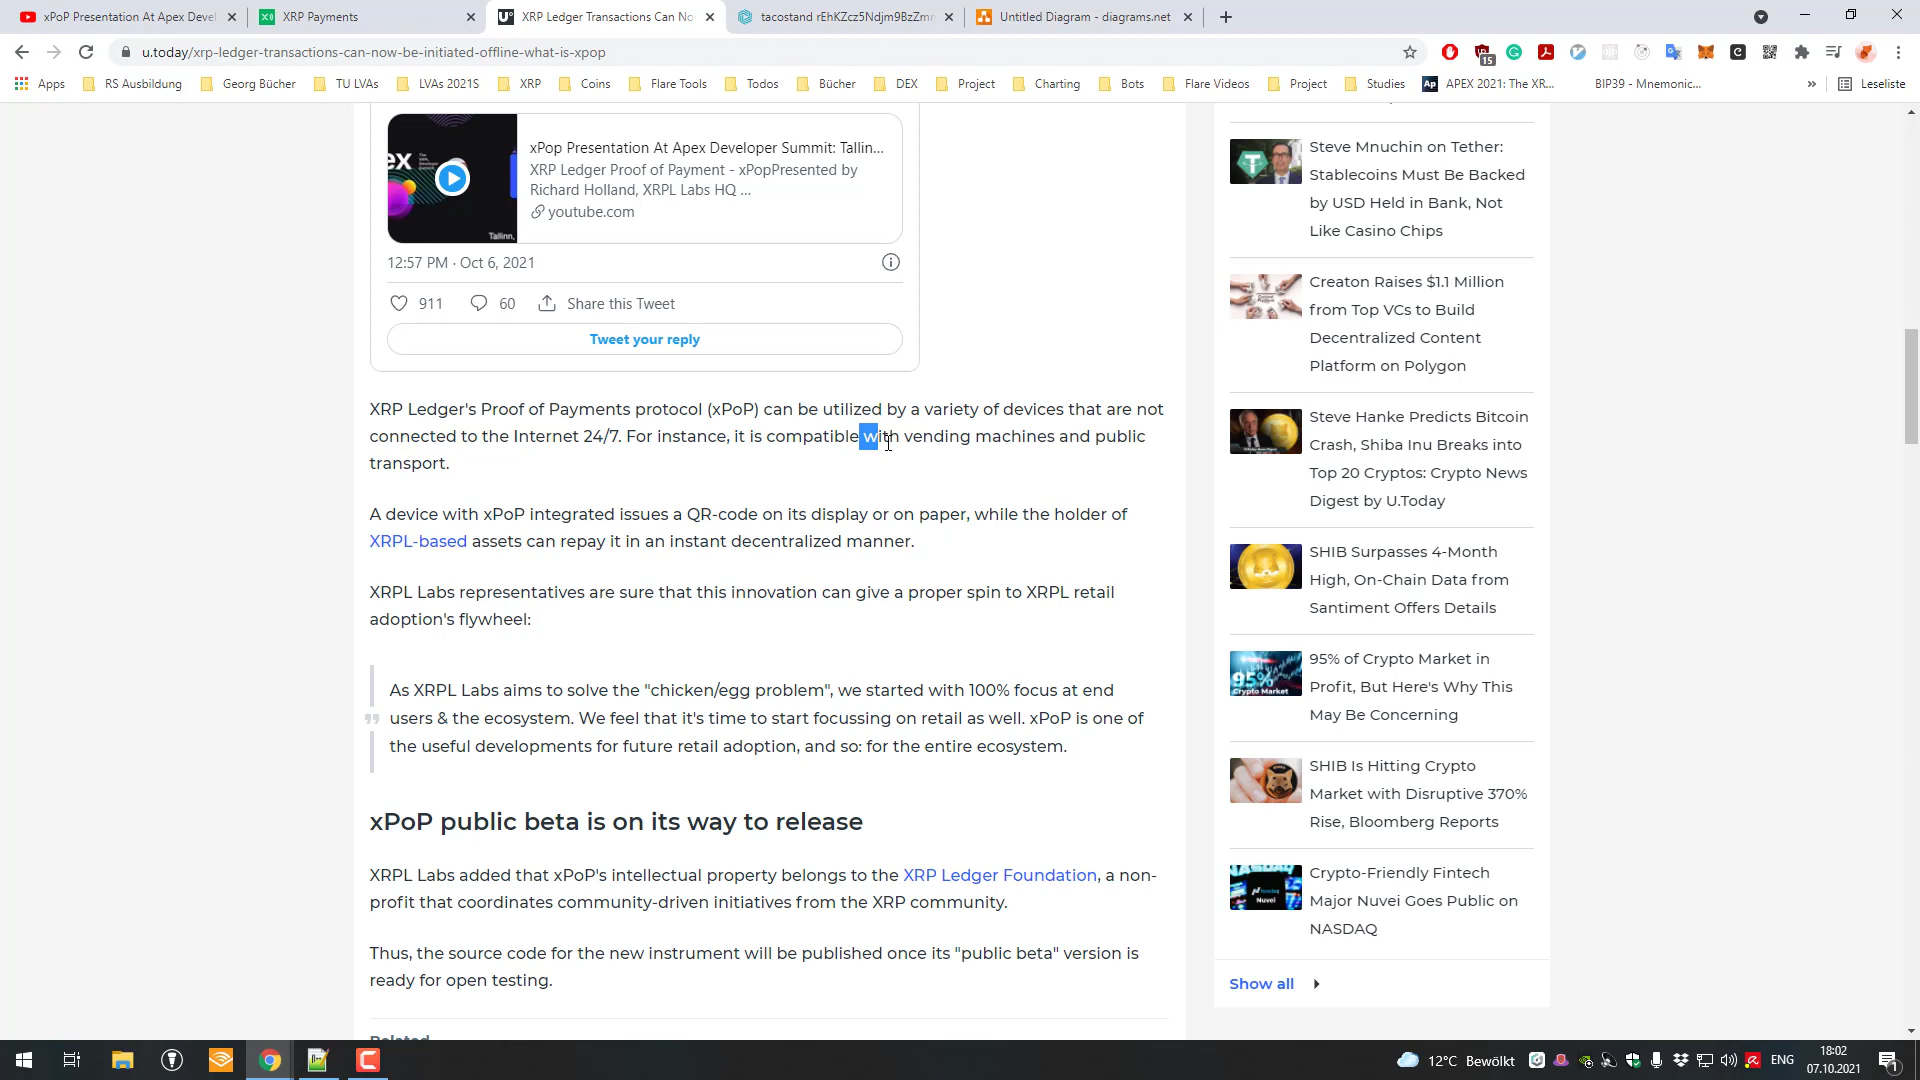 xPoP Presentation At Apex Devel
XRP Payments
XRP Ledger Transactions Can No
tacostand rEhKZcz5Ndjm9BzZmr
Untitled Diagram - diagrams.net
u.today/xrp-ledger-transactions-can-now-be-initiated-offline-what-is-xpop
15
Apps
RS Ausbildung
Georg Bücher
TU LVAs
LVAs 2021S
XRP
Coins
Flare Tools
Todos
Bücher
DEX
Project
Charting
Bots
Flare Videos
Project
Studies
Ap
APEX 2021: The XR...
BIP39 - Mnemonic...
»
Leseliste
xPop Presentation At Apex Developer Summit: Tallin...
XRP Ledger Proof of Payment - xPopPresented by
Richard Holland, XRPL Labs HQ ...
youtube.com
Tallinn,
12:57 PM · Oct 6, 2021
911
60
Share this Tweet
Tweet your reply
XRP Ledger's Proof of Payments protocol (xPoP) can be utilized by a variety of devices that are not
connected to the Internet 24/7. For instance, it is compatible with vending machines and public
transport.
A device with xPoP integrated issues a QR-code on its display or on paper, while the holder of
XRPL-based assets can repay it in an instant decentralized manner.
XRPL Labs representatives are sure that this innovation can give a proper spin to XRPL retail
adoption's flywheel:
As XRPL Labs aims to solve the "chicken/egg problem", we started with 100% focus at end
users & the ecosystem. We feel that it's time to start focussing on retail as well. xPoP is one of
the useful developments for future retail adoption, and so: for the entire ecosystem.
xPoP public beta is on its way to release
XRPL Labs added that xPoP's intellectual property belongs to the XRP Ledger Foundation, a non-
profit that coordinates community-driven initiatives from the XRP community.
Thus, the source code for the new instrument will be published once its "public beta" version is
ready for open testing.
Related
Steve Mnuchin on Tether:
Stablecoins Must Be Backed
by USD Held in Bank, Not
Like Casino Chips
Creaton Raises $1.1 Million
from Top VCs to Build
Decentralized Content
Platform on Polygon
Steve Hanke Predicts Bitcoin
Crash, Shiba Inu Breaks into
Top 20 Cryptos: Crypto News
Digest by U.Today
SHIB Surpasses 4-Month
High, On-Chain Data from
Santiment Offers Details
95%
Crypto Market
95% of Crypto Market in
Profit, But Here's Why This
May Be Concerning
SHIB Is Hitting Crypto
Market with Disruptive 370%
Rise, Bloomberg Reports
Nasdaq
Nuvei
Crypto-Friendly Fintech
Major Nuvei Goes Public on
NASDAQ
Show all
12°C Bewölkt
ENG
18:02
07.10.2021
1